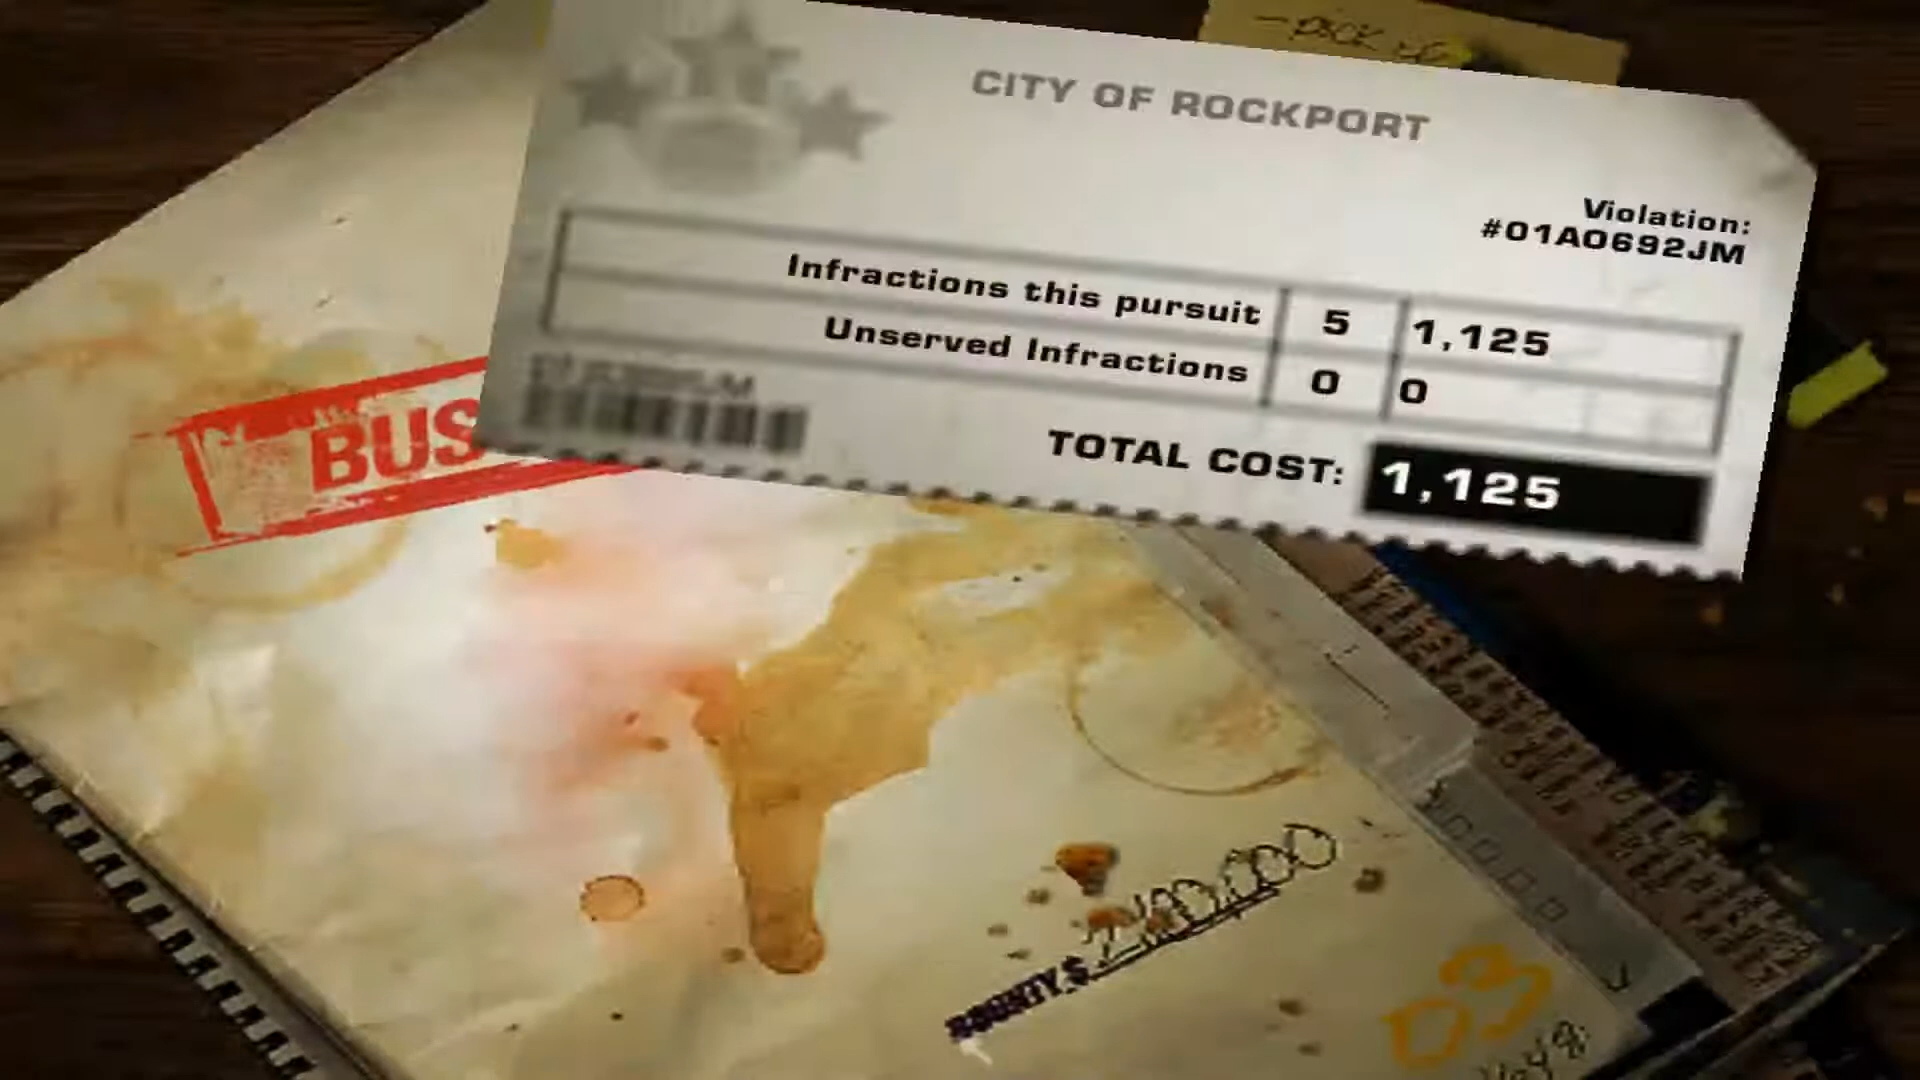 CITY OF ROCKPORT
Violation:
#01A0692JM
Infractions this pursuit 5 1,125
Unserved Infractions 0 0
TOTAL COST: 1,125
BUS
BOUNTY $